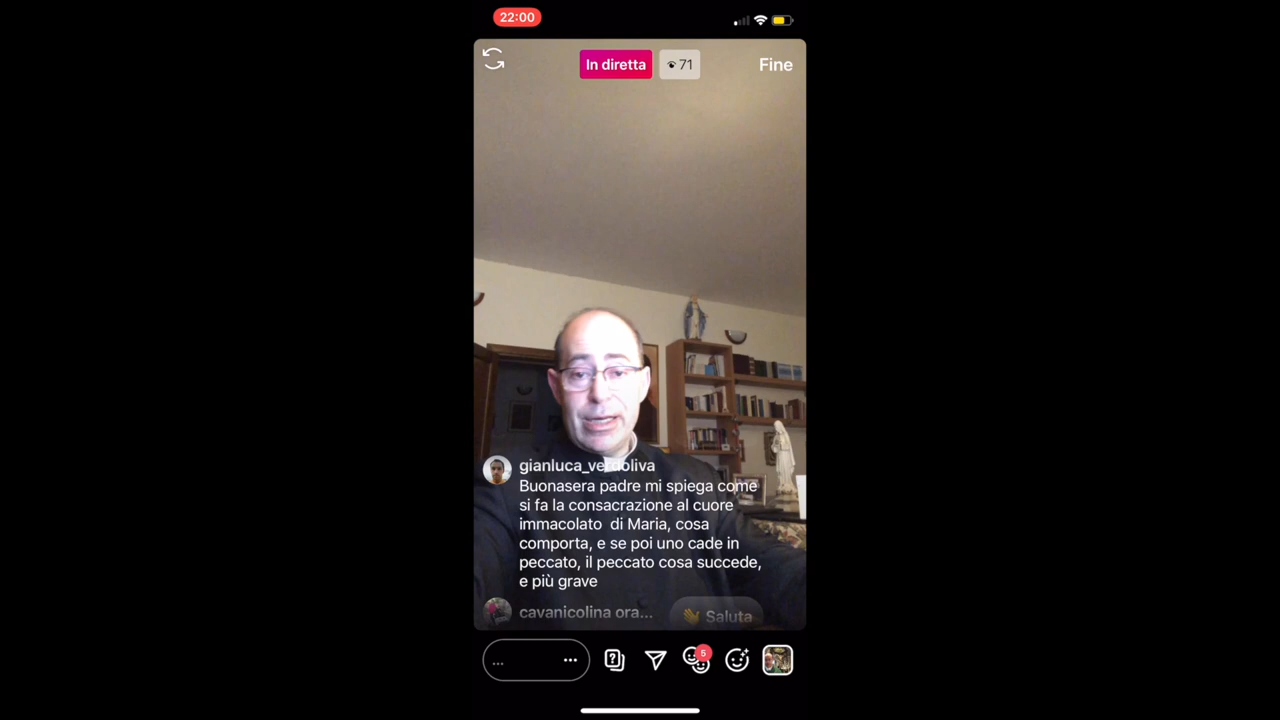 22:00
In diretta
71
Fine
gianluca_verdoliva
Buonasera padre mi spiega come
si fa la consacrazione al cuore
immacolato di Maria, cosa
comporta, e se poi uno cade in
peccato, il peccato cosa succede,
e più grave
cavanicolina ora...
👋 Saluta
...
5